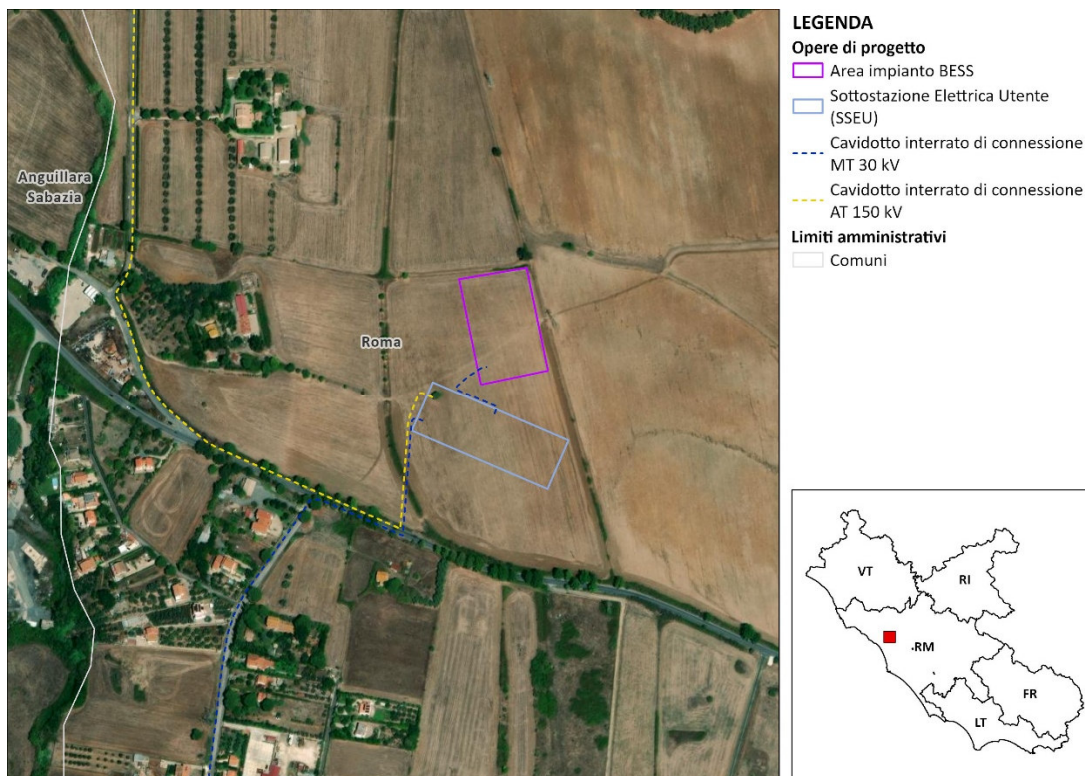 Anguillara
Sabazia
Roma
LEGENDA
Opere di progetto
Area impianto BESS
Sottostazione Elettrica Utente
(SSEU)
Cavidotto interrato di connessione
MT 30 kV
Cavidotto interrato di connessione
AT 150 kV
Limiti amministrativi
Comuni
VT
RI
RM
FR
LT